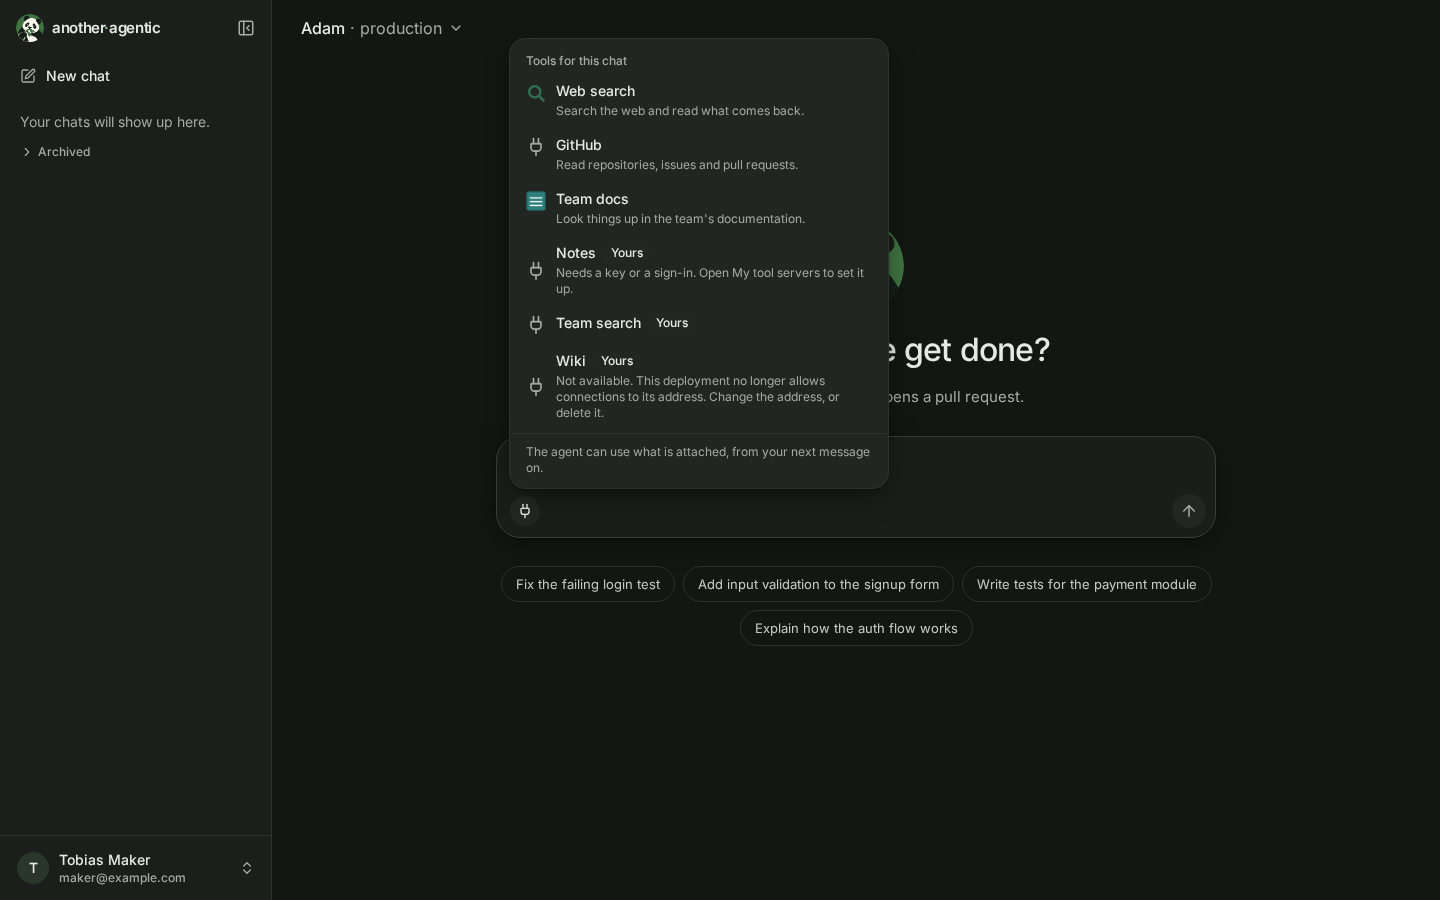 another·agentic
New chat
Your chats will show up here.
Archived
Adam · production
Tools for this chat
Web search
Search the web and read what comes back.
GitHub
Read repositories, issues and pull requests.
Team docs
Look things up in the team's documentation.
Notes Yours
Needs a key or a sign-in. Open My tool servers to set it
up.
Team search Yours
Wiki Yours
Not available. This deployment no longer allows
connections to its address. Change the address, or
delete it.
The agent can use what is attached, from your next message
on.
get done?
a pull request.
Fix the failing login test
Add input validation to the signup form
Write tests for the payment module
Explain how the auth flow works
T
Tobias Maker
maker@example.com